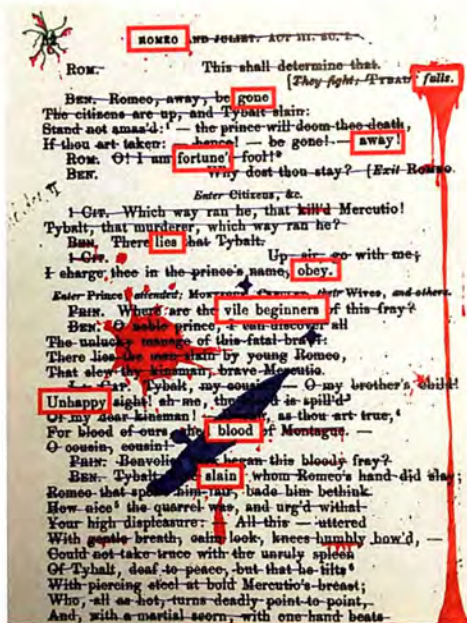 ROMEO AND JULIET. ACT III. SC. I.
ROM. This shall determine that.
[They fight; TYBALT falls.
BEN. Romeo, away, be gone
The citizens are up, and Tybalt slain:
Stand not amaz'd: — the prince will doom thee death,
If thou art taken: — hence! — be gone! — away!
ROM. O! I am fortune's fool!
BEN. Why dost thou stay? [Exit ROMEO.
Enter Citizens, &c.
1 CIT. Which way ran he, that kill'd Mercutio!
Tybalt, that murderer, which way ran he?
BEN. There lies that Tybalt.
1 CIT. Up, sir, go with me;
I charge thee in the prince's name, obey.
Enter Prince attended; MONTAGUE, CAPULET, their Wives, and others.
PRIN. Where are the vile beginners of this fray?
BEN. O noble prince, I can discover all
The unlucky manage of this fatal brawl:
There lies the man slain by young Romeo,
That slew thy kinsman, brave Mercutio.
CAP. Tybalt, my cousin — O my brother's child!
Unhappy sight! ah me, the blood is spill'd
Of my dear kinsman! — as thou art true,
For blood of ours, shed blood of Montague. —
O cousin, cousin!
PRIN. Benvolio, who began this bloody fray?
BEN. Tybalt slain whom Romeo's hand did slay;
Romeo that spoke him fair, bade him bethink
How nice the quarrel was, and urg'd withal
Your high displeasure: — All this — uttered
With gentle breath, calm look, knees humbly bow'd, —
Could not take truce with the unruly spleen
Of Tybalt, deaf to peace, but that he tilts
With piercing steel at bold Mercutio's breast;
Who, all as hot, turns deadly point to point,
And, with a martial scorn, with one hand beats